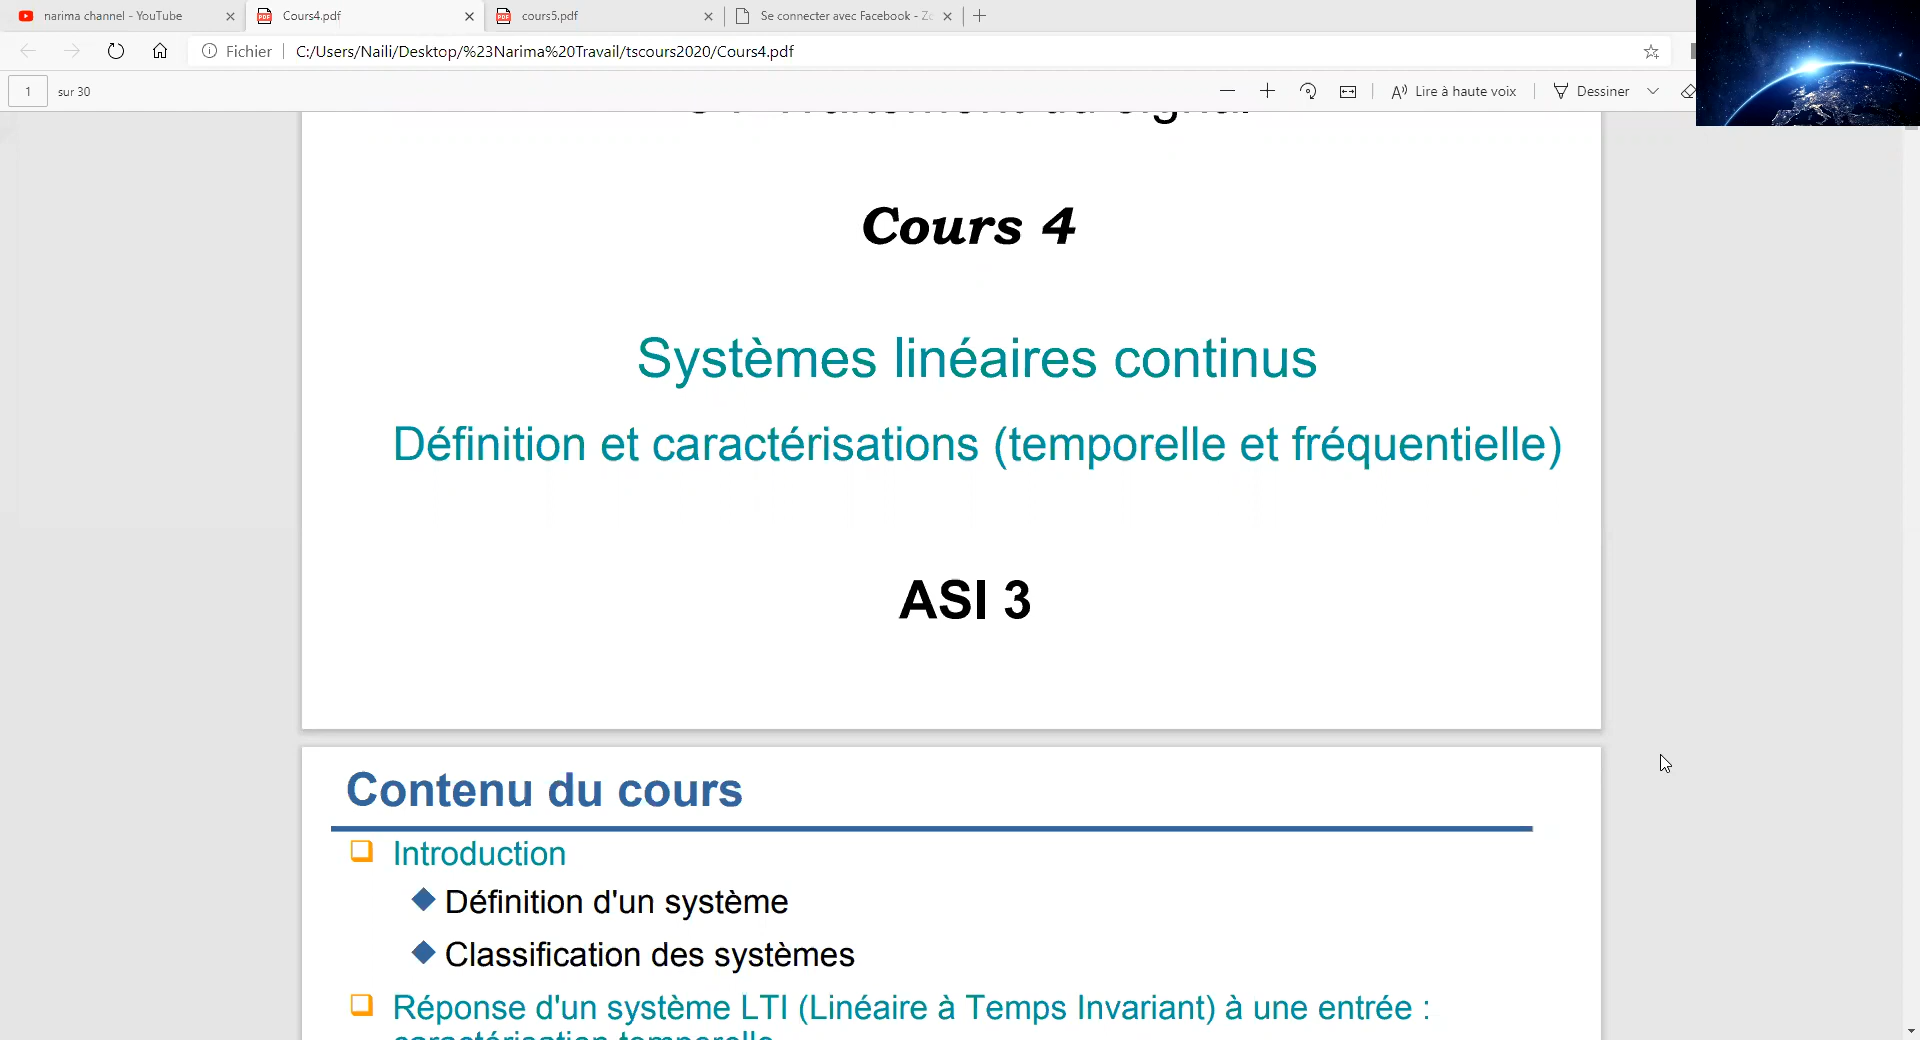 narima channel - YouTube
Cours4.pdf
cours5.pdf
Se connecter avec Facebook - Zo
Fichier
C:/Users/Naili/Desktop/%23Narima%20Travail/tscours2020/Cours4.pdf
1 sur 30
Lire à haute voix
Dessiner
Cours 4
Systèmes linéaires continus
Définition et caractérisations (temporelle et fréquentielle)
ASI 3
Contenu du cours
Introduction
Définition d'un système
Classification des systèmes
Réponse d'un système LTI (Linéaire à Temps Invariant) à une entrée :
caractérisation temporelle